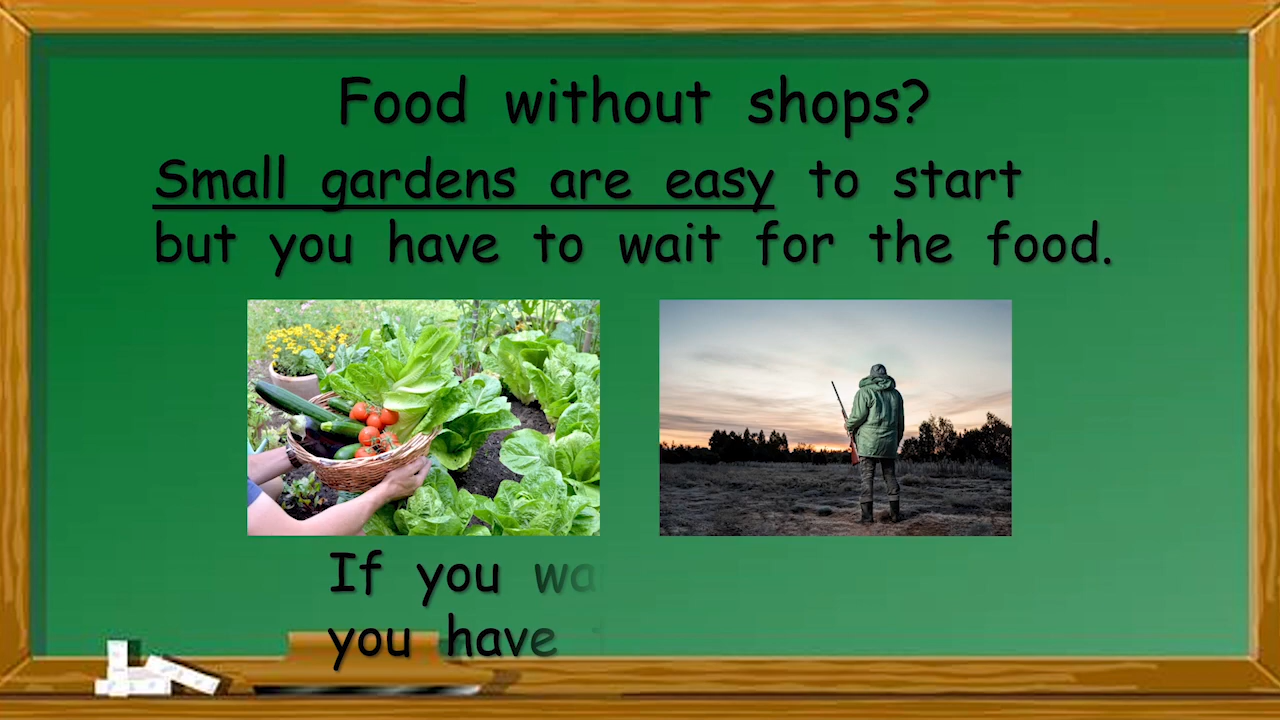 Food without shops?
Small gardens are easy to start
but you have to wait for the food.
If you
you have